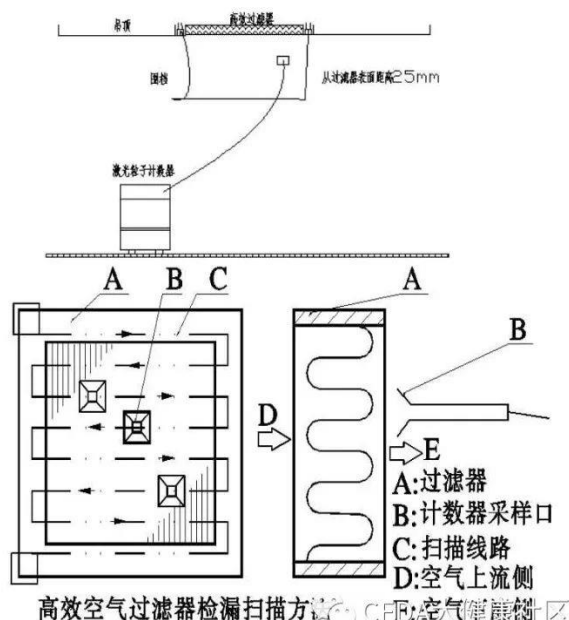 吊顶
高效过滤器
围挡
从过滤器表面距离25mm
激光粒子计数器
A
B
C
A
B
D
E
A:过滤器
B:计数器采样口
C:扫描线路
D:空气上流侧
高效空气过滤器检漏扫描方